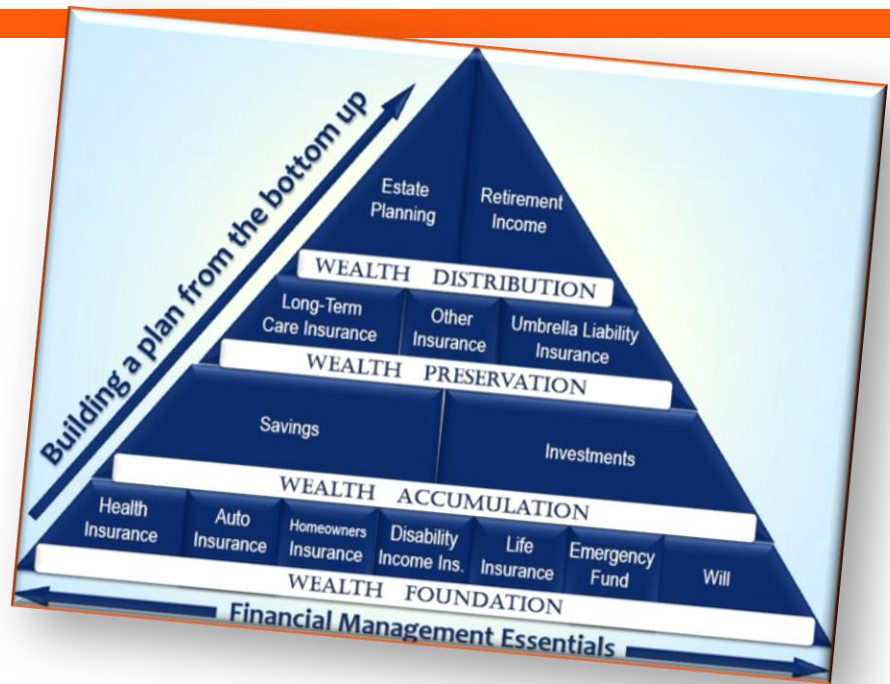 Building a plan from the bottom up
Estate
Planning
Retirement
Income
WEALTH DISTRIBUTION
Long-Term
Care Insurance
Other
Insurance
Umbrella Liability
Insurance
WEALTH PRESERVATION
Savings
Investments
WEALTH ACCUMULATION
Health
Insurance
Auto
Insurance
Homeowners
Insurance
Disability
Income Ins.
Life
Insurance
Emergency
Fund
Will
WEALTH FOUNDATION
Financial Management Essentials